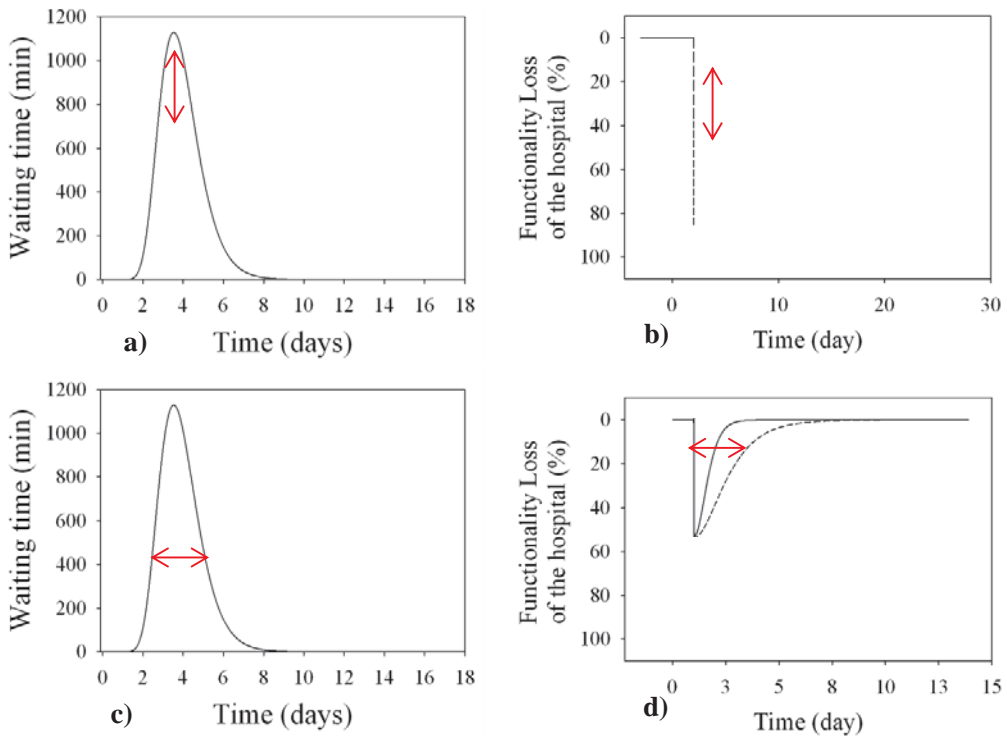 1200
1000
800
600
400
200
0
Waiting time (min)
0 2 4 6 8 10 12 14 16 18
Time (days)
a)
0
20
40
60
80
100
Functionality Loss
of the hospital (%)
0 10 20 30
Time (day)
b)
1200
1000
800
600
400
200
0
Waiting time (min)
0 2 4 6 8 10 12 14 16 18
Time (days)
c)
0
20
40
60
80
100
Functionality Loss
of the hospital (%)
0 3 5 8 10 13 15
Time (day)
d)